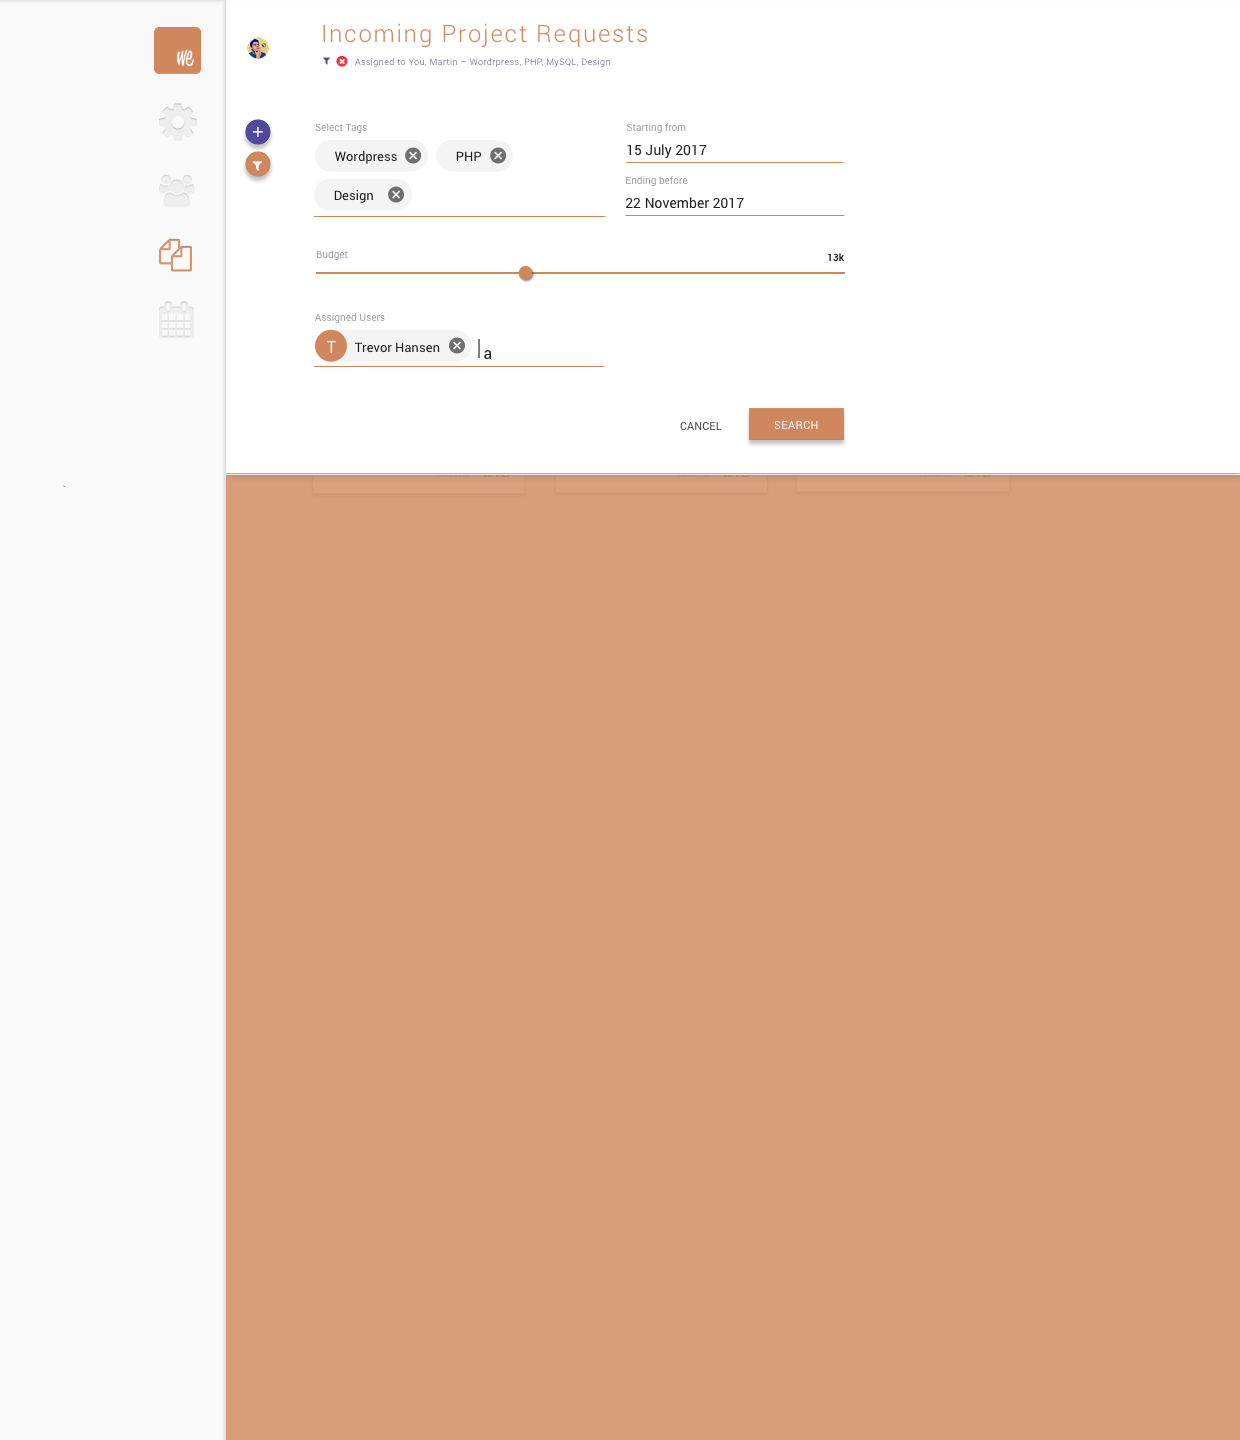 we
Incoming Project Requests
Assigned to You, Martin – Wordrpress, PHP, MySQL, Design
Select Tags
Wordpress
PHP
Design
Starting from
15 July 2017
Ending before
22 November 2017
Budget
13k
Assigned Users
T
Trevor Hansen
a
CANCEL
SEARCH